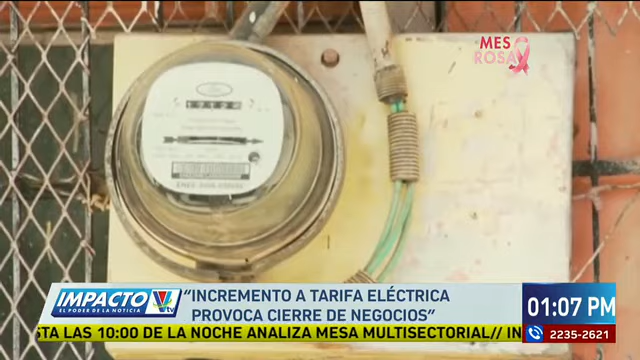 MES
ROSA
"INCREMENTO A TARIFA ELÉCTRICA
PROVOCA CIERRE DE NEGOCIOS"
IMPACTO VTV
EL PODER DE LA NOTICIA
01:07 PM
STA LAS 10:00 DE LA NOCHE ANALIZA MESA MULTISECTORIAL// IN
2235-2621